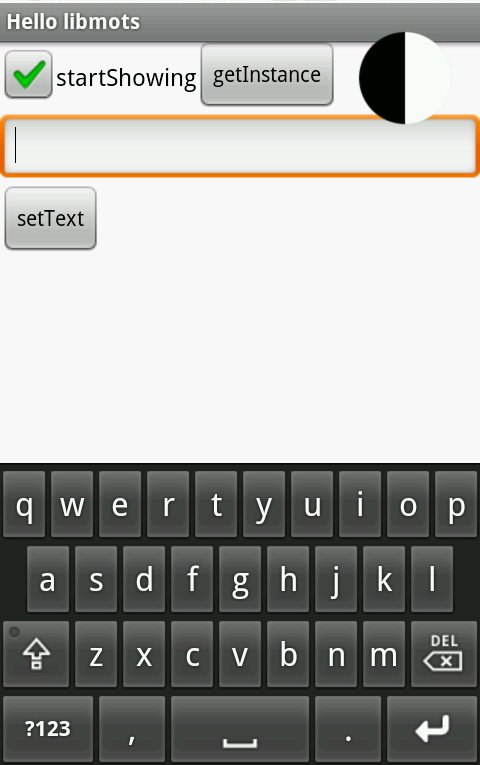 Hello libmots
startShowing getInstance
setText
q w e r t y u i o p
a s d f g h j k l
z x c v b n m DEL
?123 , .